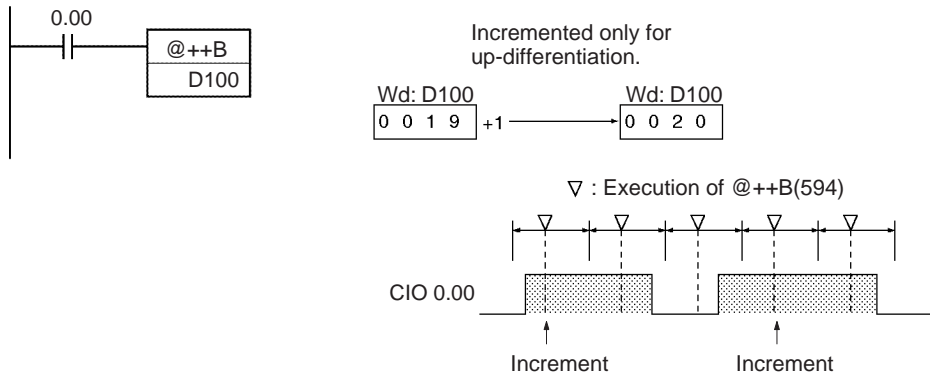 0.00
@++B
D100
Incremented only for
up-differentiation.
Wd: D100 Wd: D100
0 0 1 9 +1 0 0 2 0
▽ : Execution of @++B(594)
CIO 0.00
Increment Increment